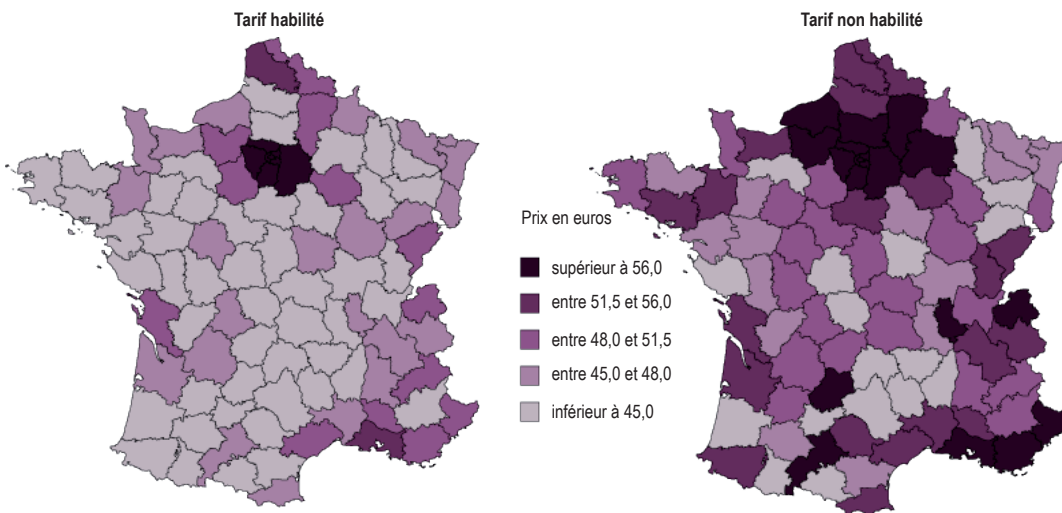 Tarif habilité
Tarif non habilité
Prix en euros
supérieur à 56,0
entre 51,5 et 56,0
entre 48,0 et 51,5
entre 45,0 et 48,0
inférieur à 45,0